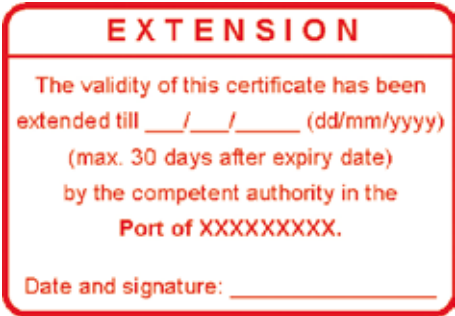 EXTENSION
The validity of this certificate has been
extended till ___/___/_____ (dd/mm/yyyy)
(max. 30 days after expiry date)
by the competent authority in the
Port of XXXXXXXXX.
Date and signature: _________________